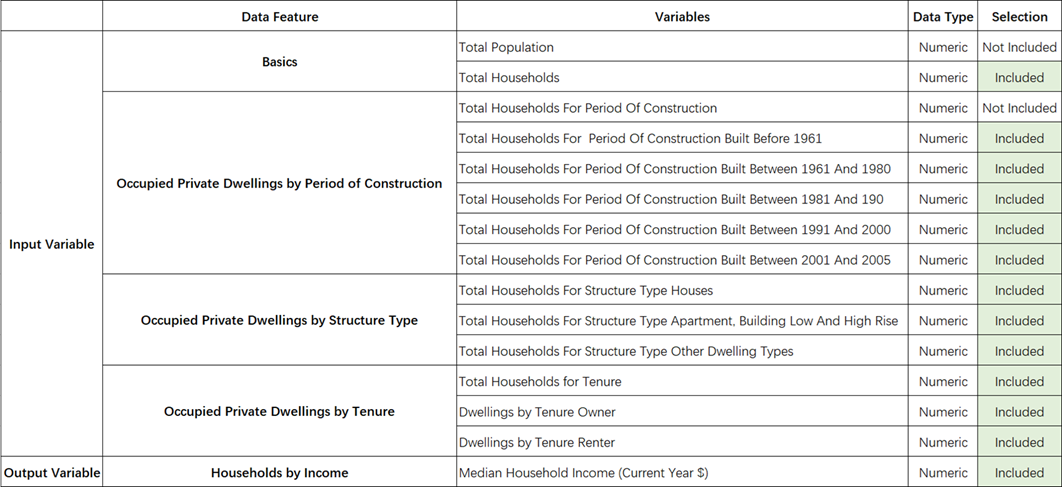 Data Feature Variables Data Type Selection
Input Variable
Basics
Total Population Numeric Not Included
Total Households Numeric Included
Occupied Private Dwellings by Period of Construction
Total Households For Period Of Construction Numeric Not Included
Total Households For  Period Of Construction Built Before 1961 Numeric Included
Total Households For Period Of Construction Built Between 1961 And 1980 Numeric Included
Total Households For Period Of Construction Built Between 1981 And 190 Numeric Included
Total Households For Period Of Construction Built Between 1991 And 2000 Numeric Included
Total Households For Period Of Construction Built Between 2001 And 2005 Numeric Included
Occupied Private Dwellings by Structure Type
Total Households For Structure Type Houses Numeric Included
Total Households For Structure Type Apartment, Building Low And High Rise Numeric Included
Total Households For Structure Type Other Dwelling Types Numeric Included
Occupied Private Dwellings by Tenure
Total Households for Tenure Numeric Included
Dwellings by Tenure Owner Numeric Included
Dwellings by Tenure Renter Numeric Included
Output Variable Households by Income Median Household Income (Current Year $) Numeric Included